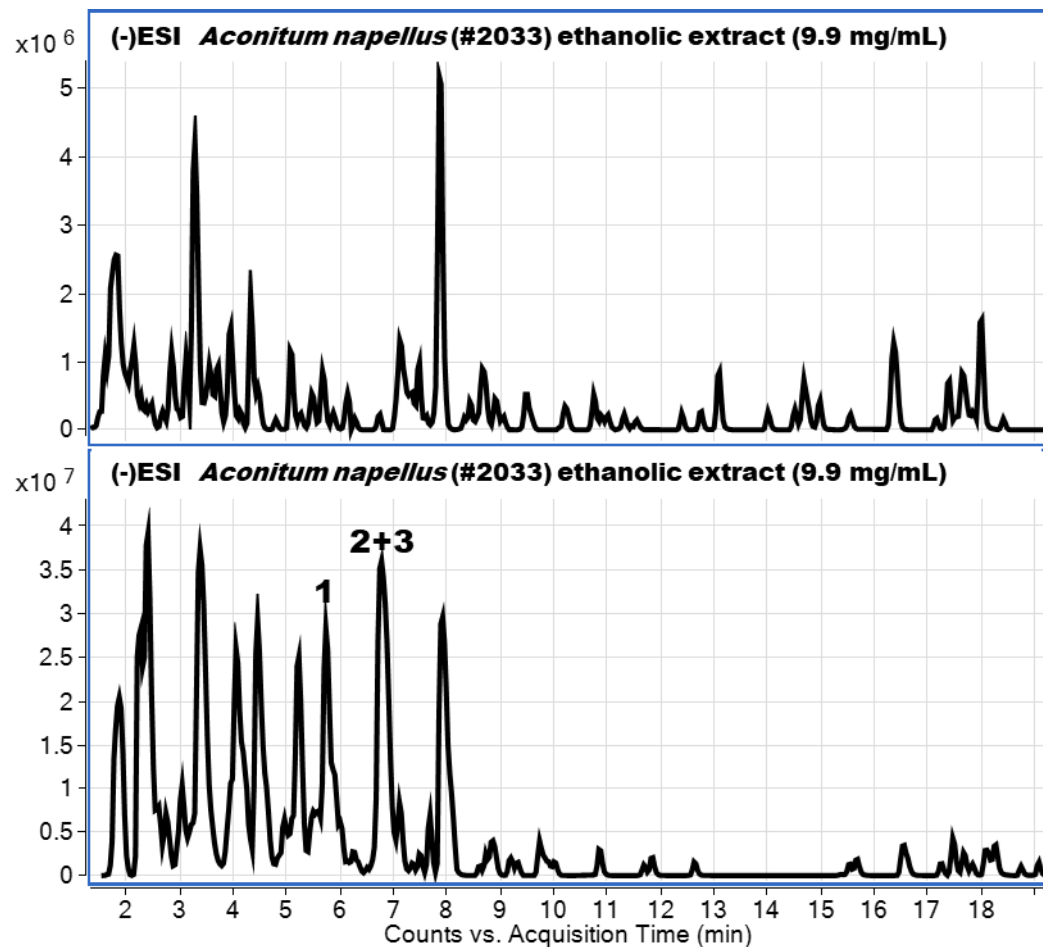 x10 6
(-)ESI Aconitum napellus (#2033) ethanolic extract (9.9 mg/mL)
5
4
3
2
1
0
x10 7
(-)ESI Aconitum napellus (#2033) ethanolic extract (9.9 mg/mL)
4
3.5
3
2.5
2
1.5
1
0.5
0
2+3
1
2 3 4 5 6 7 8 9 10 11 12 13 14 15 16 17 18
Counts vs. Acquisition Time (min)